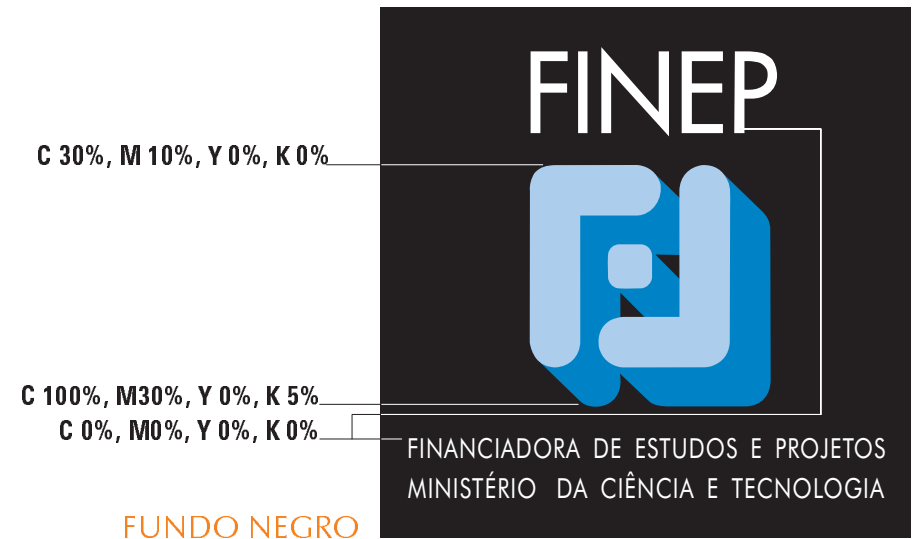 FINEP
C 30%, M 10%, Y 0%, K 0%
C 100%, M30%, Y 0%, K 5%
C 0%, M0%, Y 0%, K 0%
FINANCIADORA DE ESTUDOS E PROJETOS
MINISTÉRIO DA CIÊNCIA E TECNOLOGIA
FUNDO NEGRO